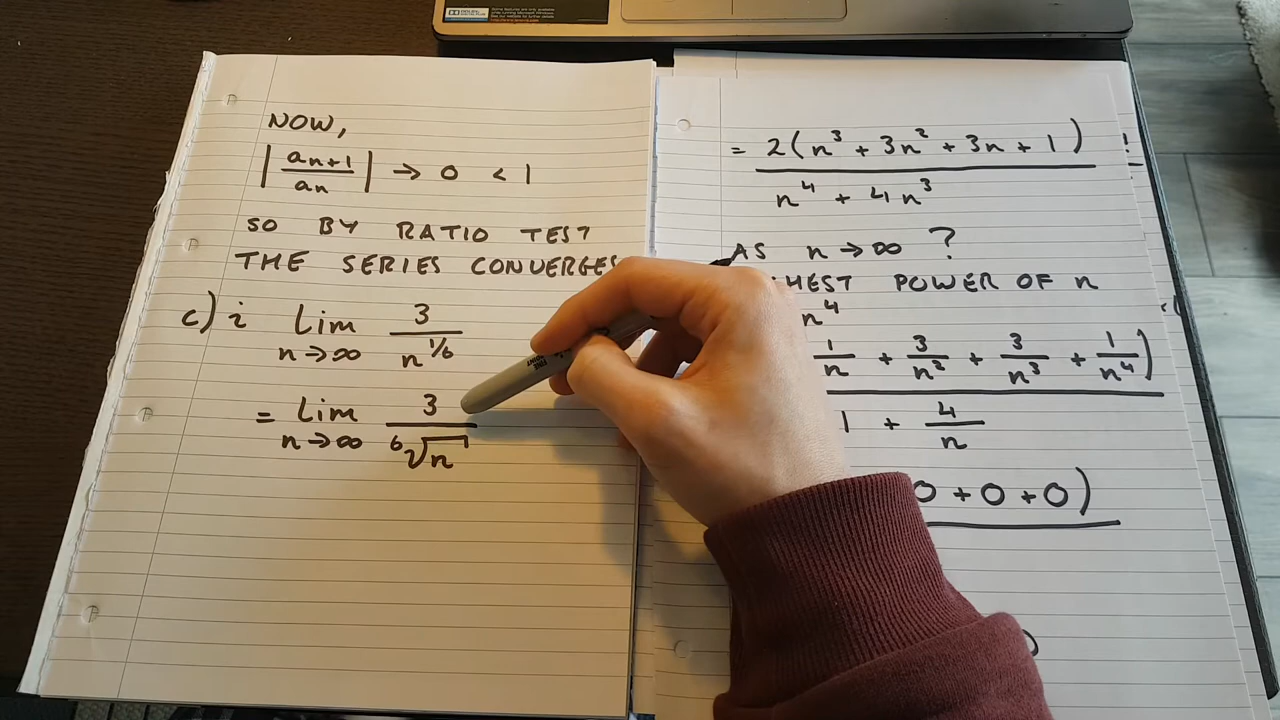 NOW,
|an+1/an| → 0 < 1
SO BY RATIO TEST
THE SERIES CONVERGES
c) i Lim n→∞ 3/n^1/6
= Lim n→∞ 3/⁶√n
= 2(n³ + 3n² + 3n + 1)/n⁴ + 4n³
AS n→∞ ?
HEST POWER OF n
n⁴
1/n + 3/n² + 3/n³ + 1/n⁴)
1 + 4/n
0 + 0 + 0)